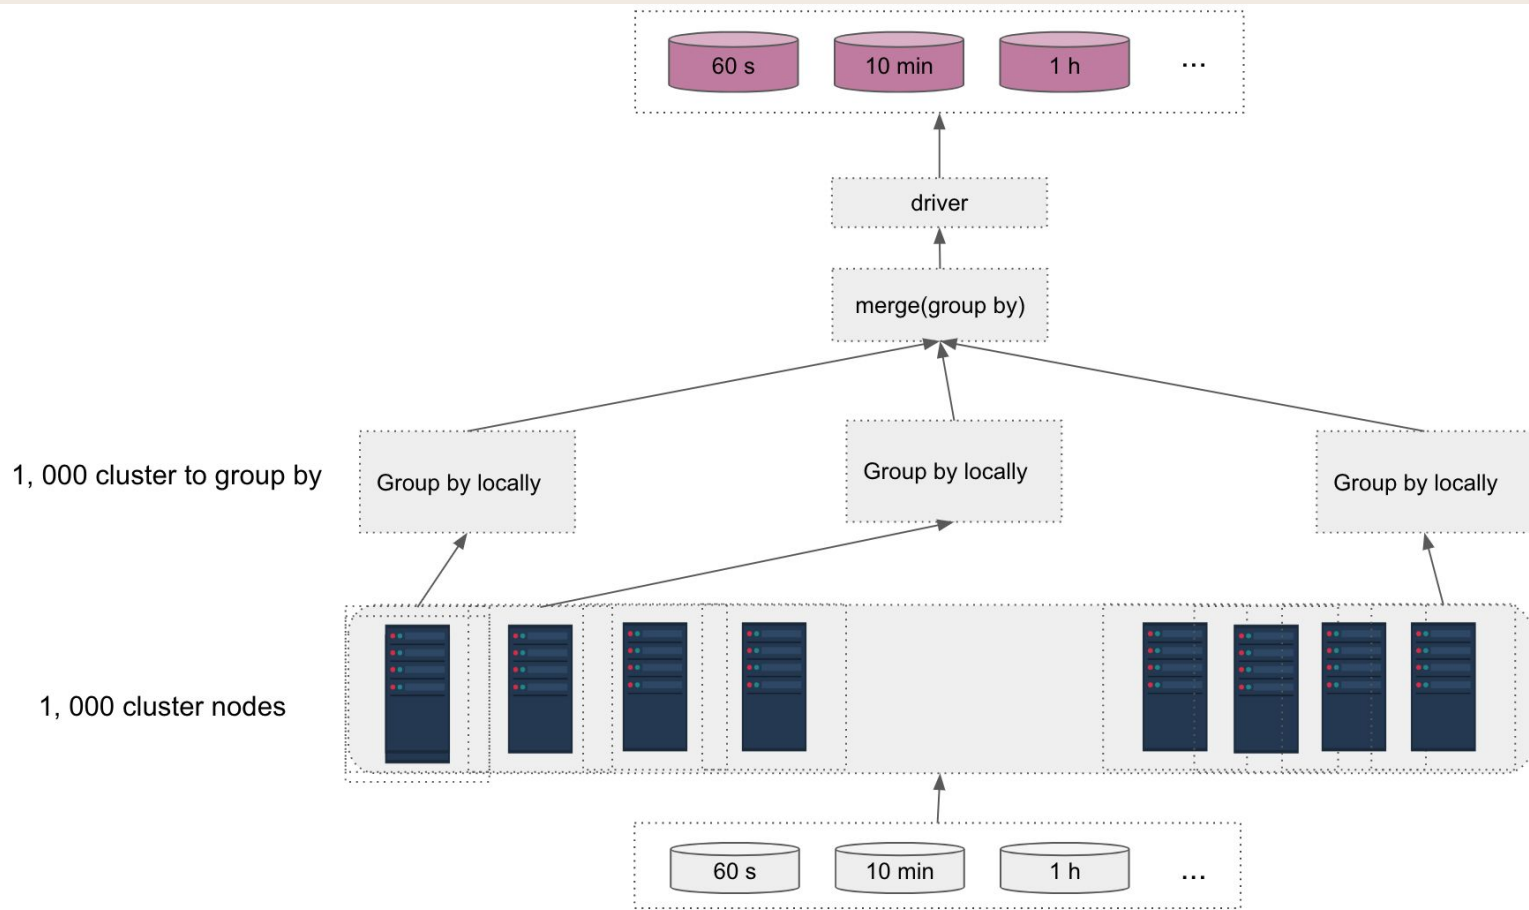 60 s
10 min
1 h
...
driver
merge(group by)
1, 000 cluster to group by
Group by locally
Group by locally
Group by locally
1, 000 cluster nodes
60 s
10 min
1 h
...